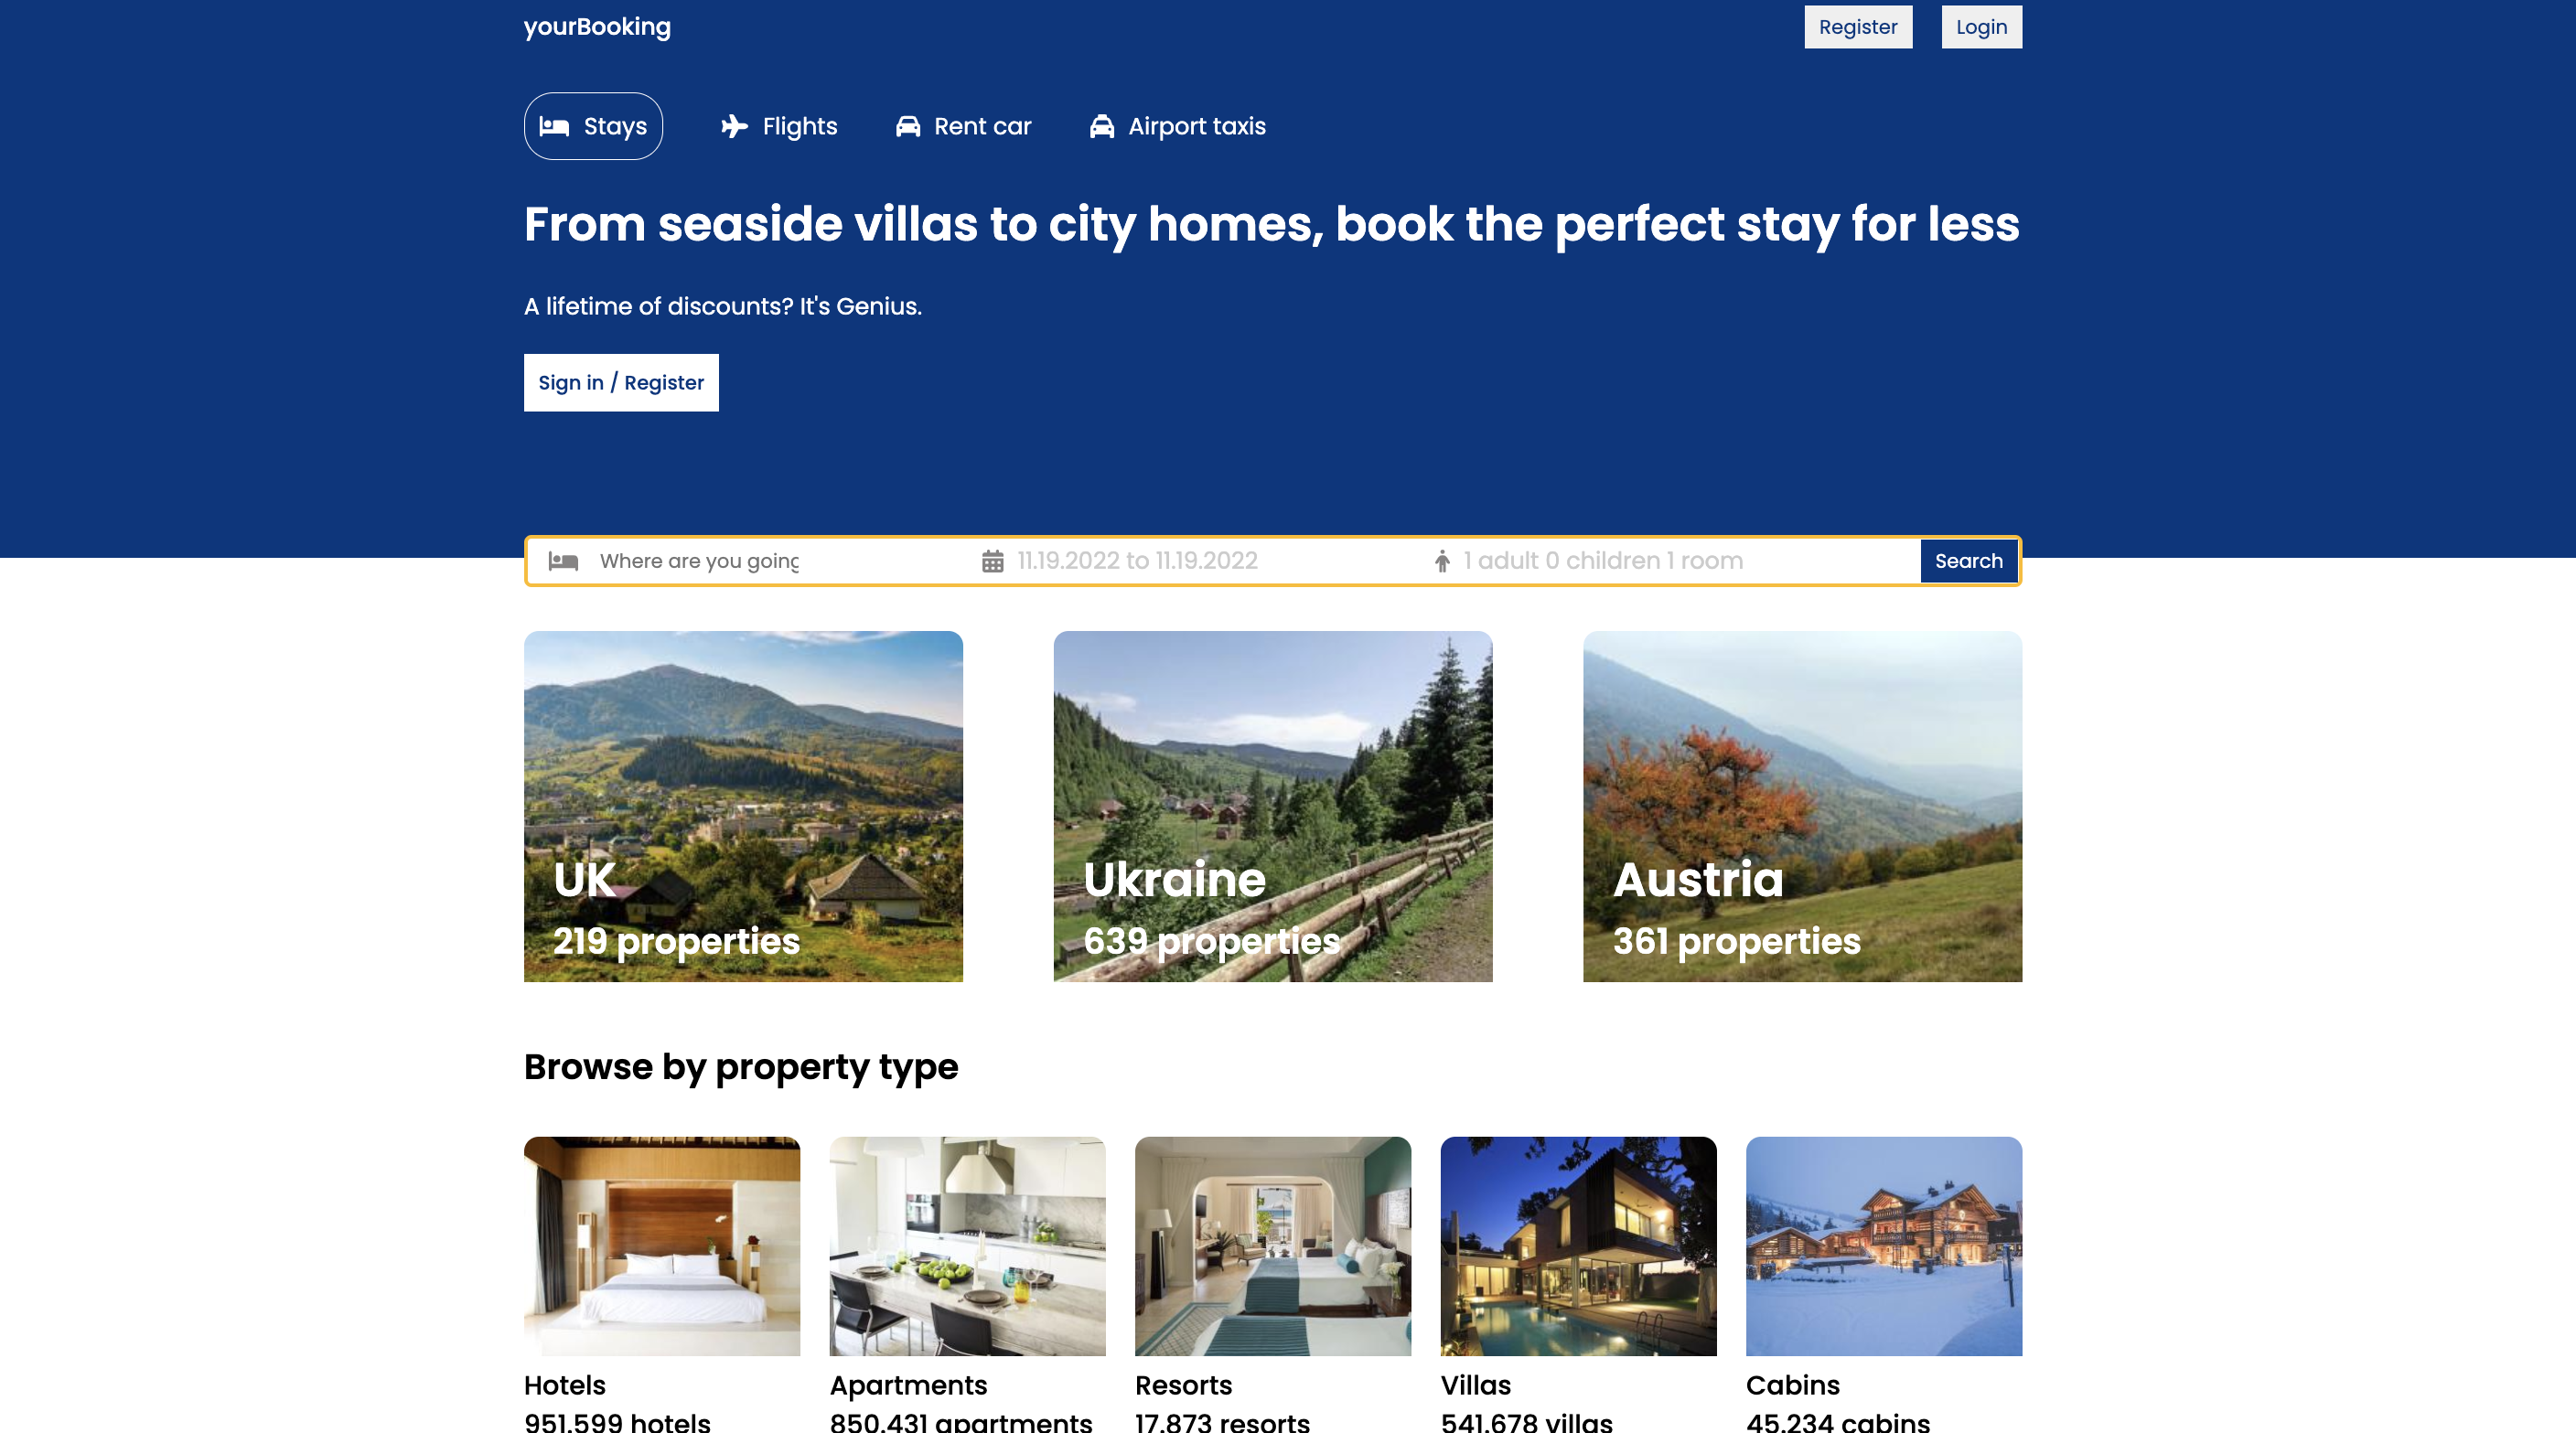 yourBooking
Register
Login
Stays
Flights
Rent car
Airport taxis
From seaside villas to city homes, book the perfect stay for less
A lifetime of discounts? It's Genius.
Sign in / Register
Where are you going
11.19.2022 to 11.19.2022
1 adult 0 children 1 room
Search
UK
219 properties
Ukraine
639 properties
Austria
361 properties
Browse by property type
Hotels
951.599 hotels
Apartments
850.431 apartments
Resorts
17.873 resorts
Villas
541.678 villas
Cabins
45.234 cabins